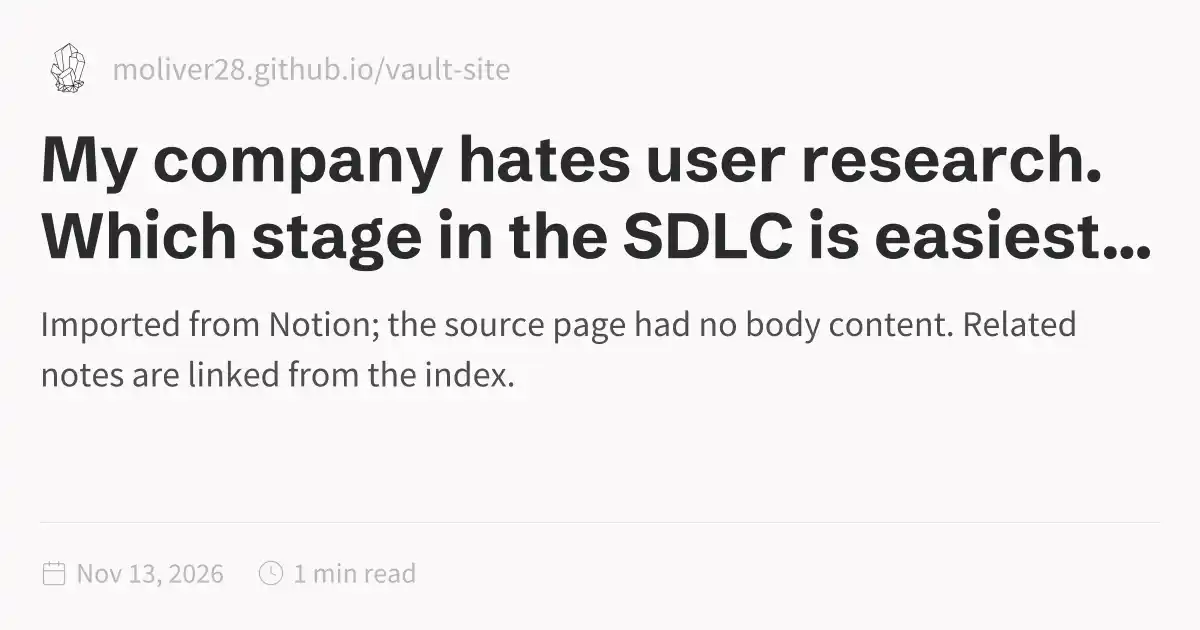 moliver28.github.io/vault-site
My company hates user research.
Which stage in the SDLC is easiest...
Imported from Notion; the source page had no body content. Related
notes are linked from the index.
Nov 13, 2026 1 min read